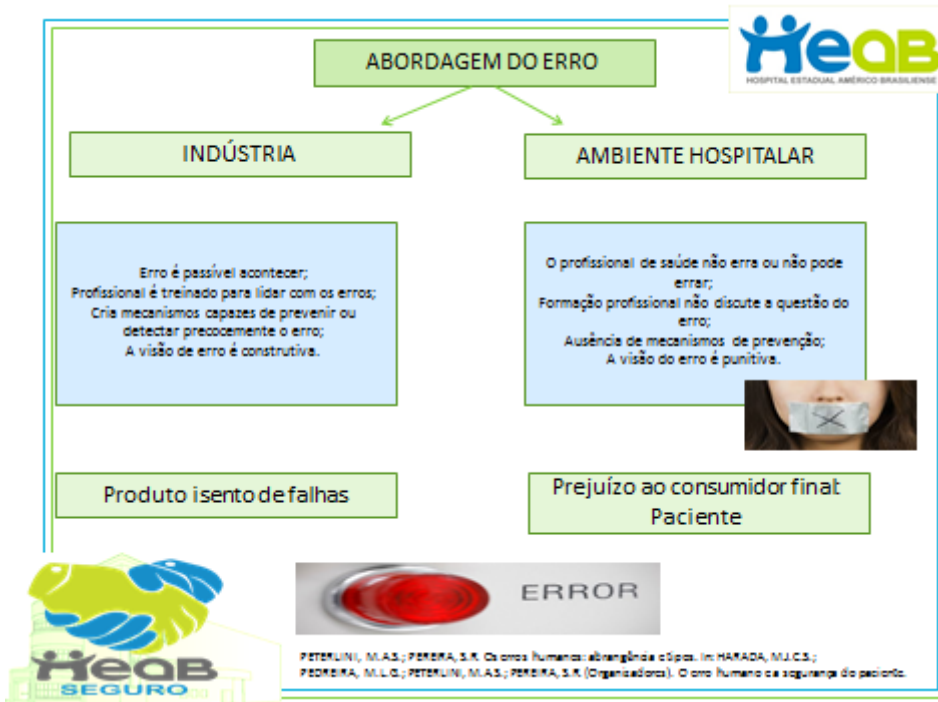 HeAB
HOSPITAL ESTADUAL AMÉRICO BRASILIENSE
ABORDAGEM DO ERRO
INDÚSTRIA
AMBIENTE HOSPITALAR
Erro é passível acontecer;
Profissional é treinado para lidar com os erros;
Cria mecanismos capazes de prevenir ou
detectar precocemente o erro;
A visão de erro é construtiva.
O profissional de saúde não erra ou não pode
errar;
Formação profissional não discute a questão do
erro;
Ausência de mecanismos de prevenção;
A visão do erro é punitiva.
Produto isento de falhas
Prejuízo ao consumidor final:
Paciente
ERROR
HeAB
SEGURO
PETERLINI, M.A.S.; PEREIRA, S.R. Os erros humanos: abrangência e tipos. In: HARADA, M.J.C.S.;
PEDREIRA, M.L.G.; PETERLINI, M.A.S.; PEREIRA, S.R. (Organizadores). O erro humano e a segurança do paciente.